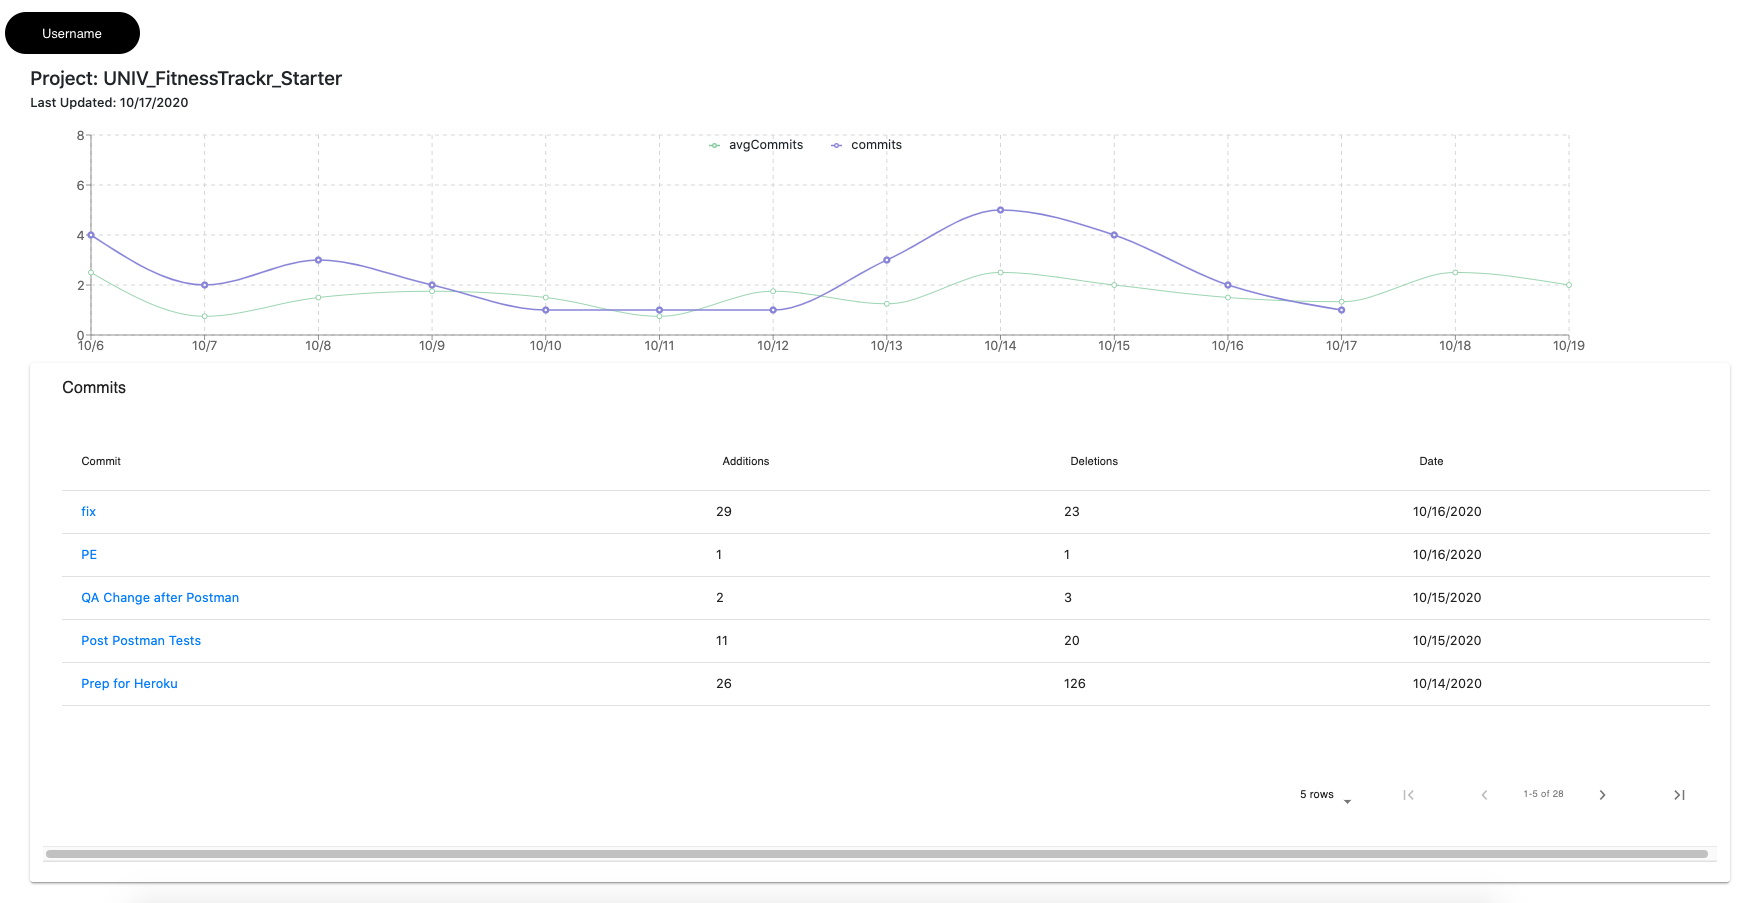 Username
Project: UNIV_FitnessTrackr_Starter
Last Updated: 10/17/2020
avgCommits commits
8
6
4
2
0
10/6 10/7 10/8 10/9 10/10 10/11 10/12 10/13 10/14 10/15 10/16 10/17 10/18 10/19
Commits
Commit Additions Deletions Date
fix 29 23 10/16/2020
PE 1 1 10/16/2020
QA Change after Postman 2 3 10/15/2020
Post Postman Tests 11 20 10/15/2020
Prep for Heroku 26 126 10/14/2020
5 rows 1-5 of 28